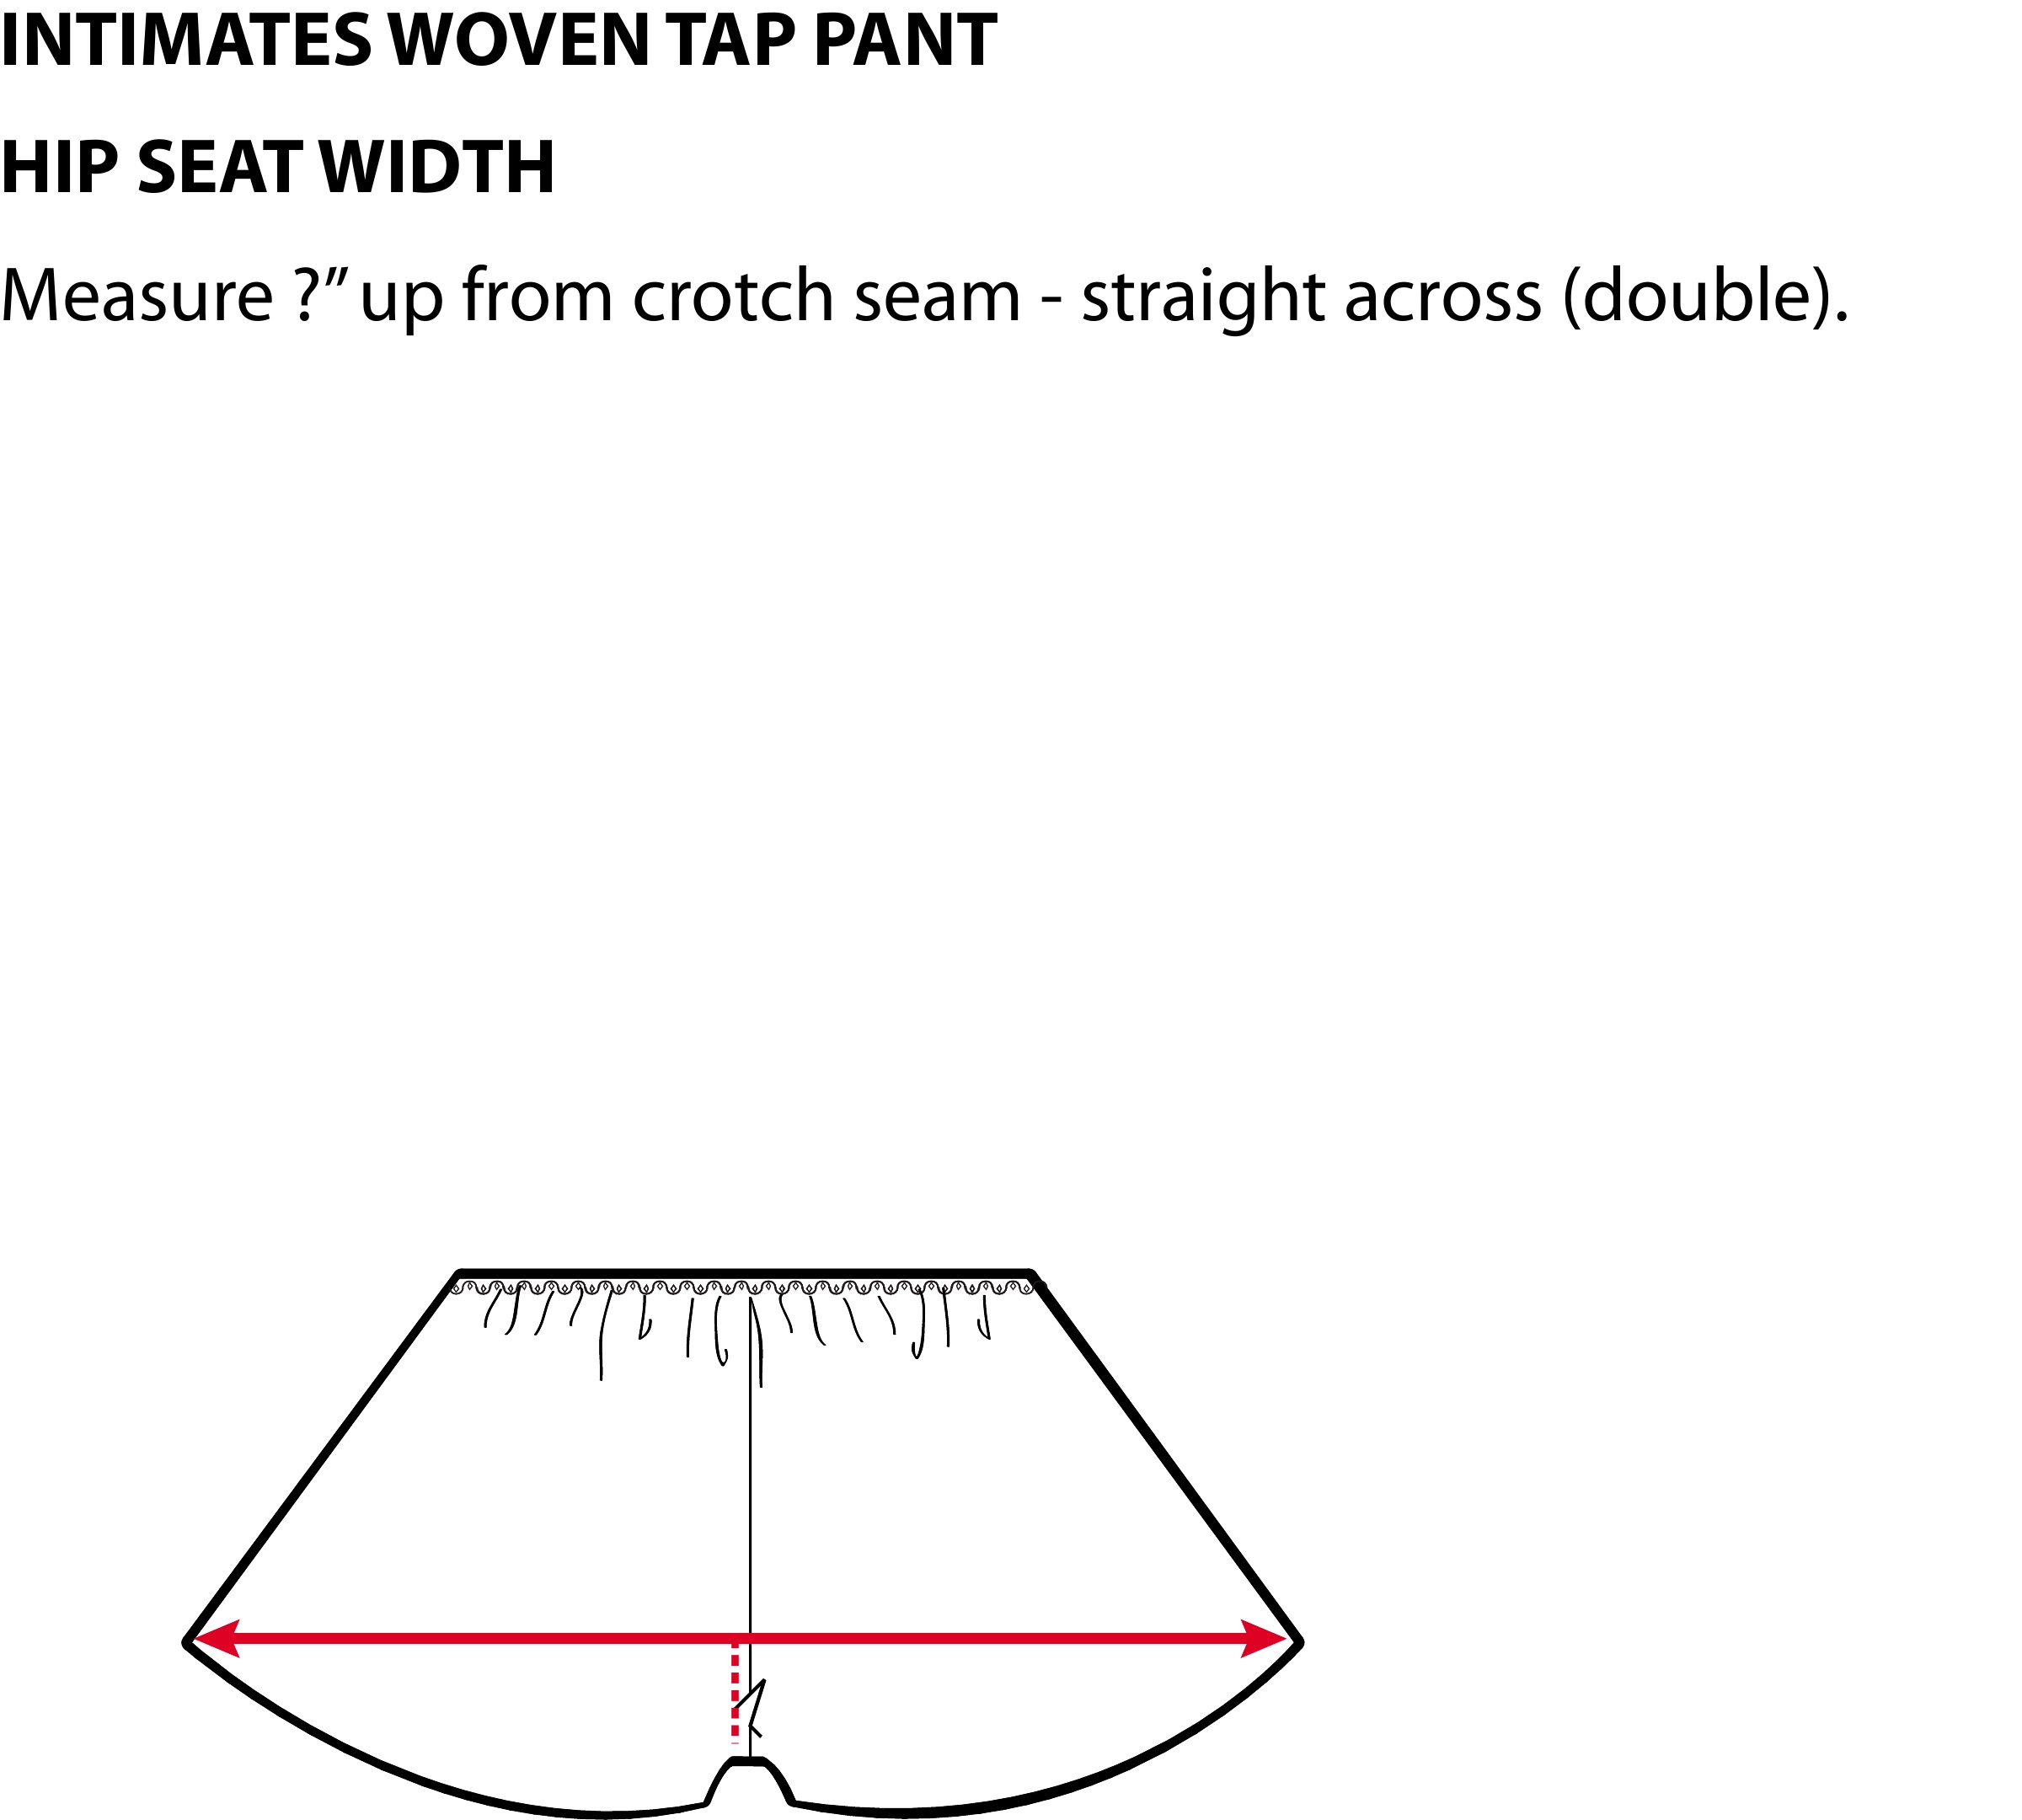 INTIMATES WOVEN TAP PANT
HIP SEAT WIDTH
Measure ?” up from crotch seam - straight across (double).